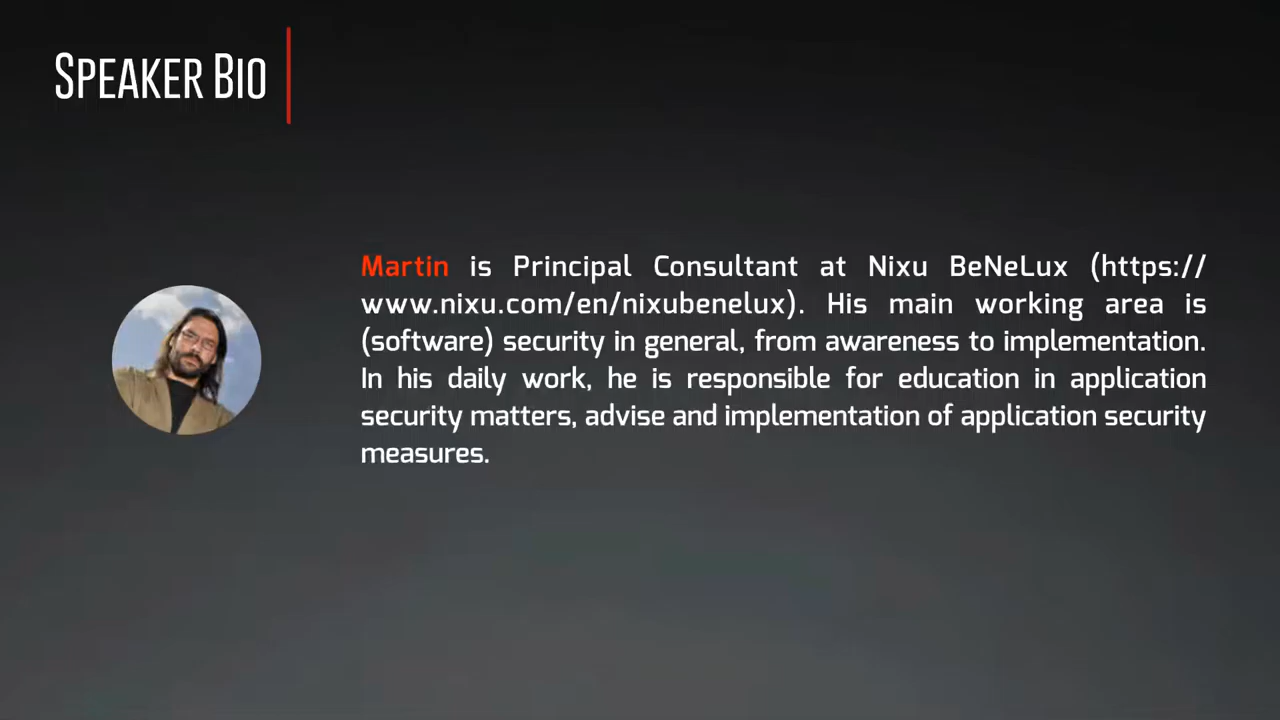 Speaker Bio
Martin is Principal Consultant at Nixu BeNeLux (https://
www.nixu.com/en/nixubenelux). His main working area is
(software) security in general, from awareness to implementation.
In his daily work, he is responsible for education in application
security matters, advise and implementation of application security
measures.